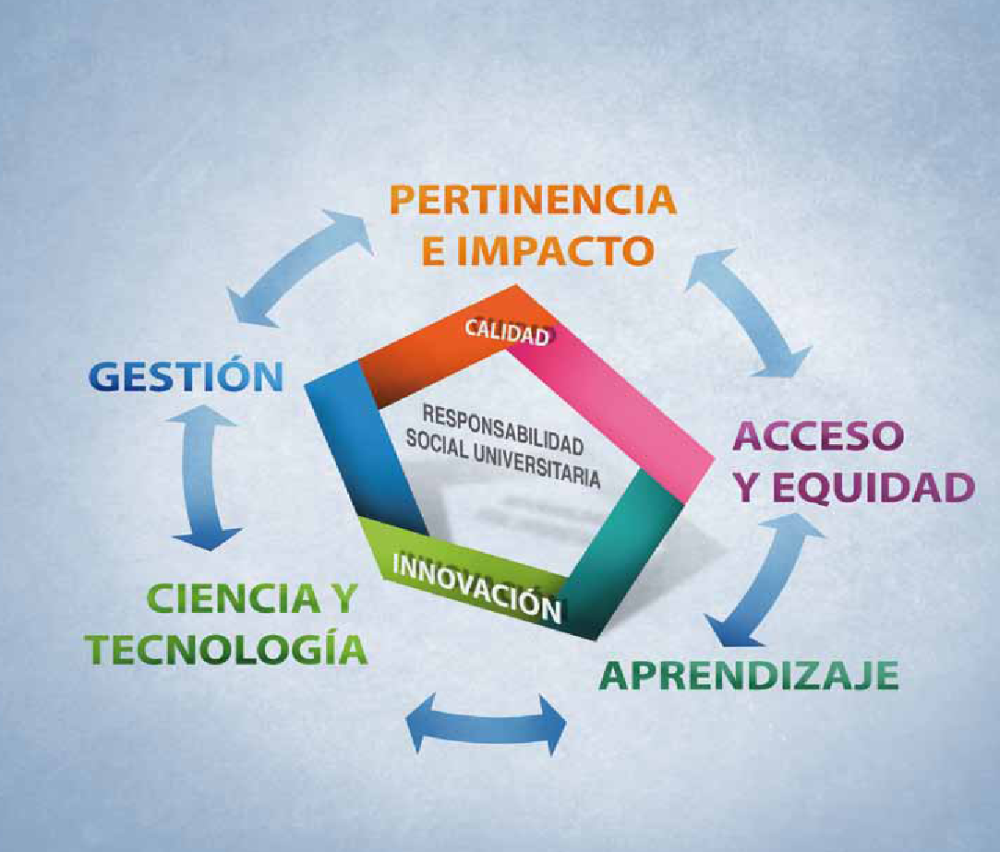 PERTINENCIA
E IMPACTO
CALIDAD
GESTIÓN
RESPONSABILIDAD
SOCIAL UNIVERSITARIA
ACCESO
Y EQUIDAD
INNOVACIÓN
CIENCIA Y
TECNOLOGÍA
APRENDIZAJE